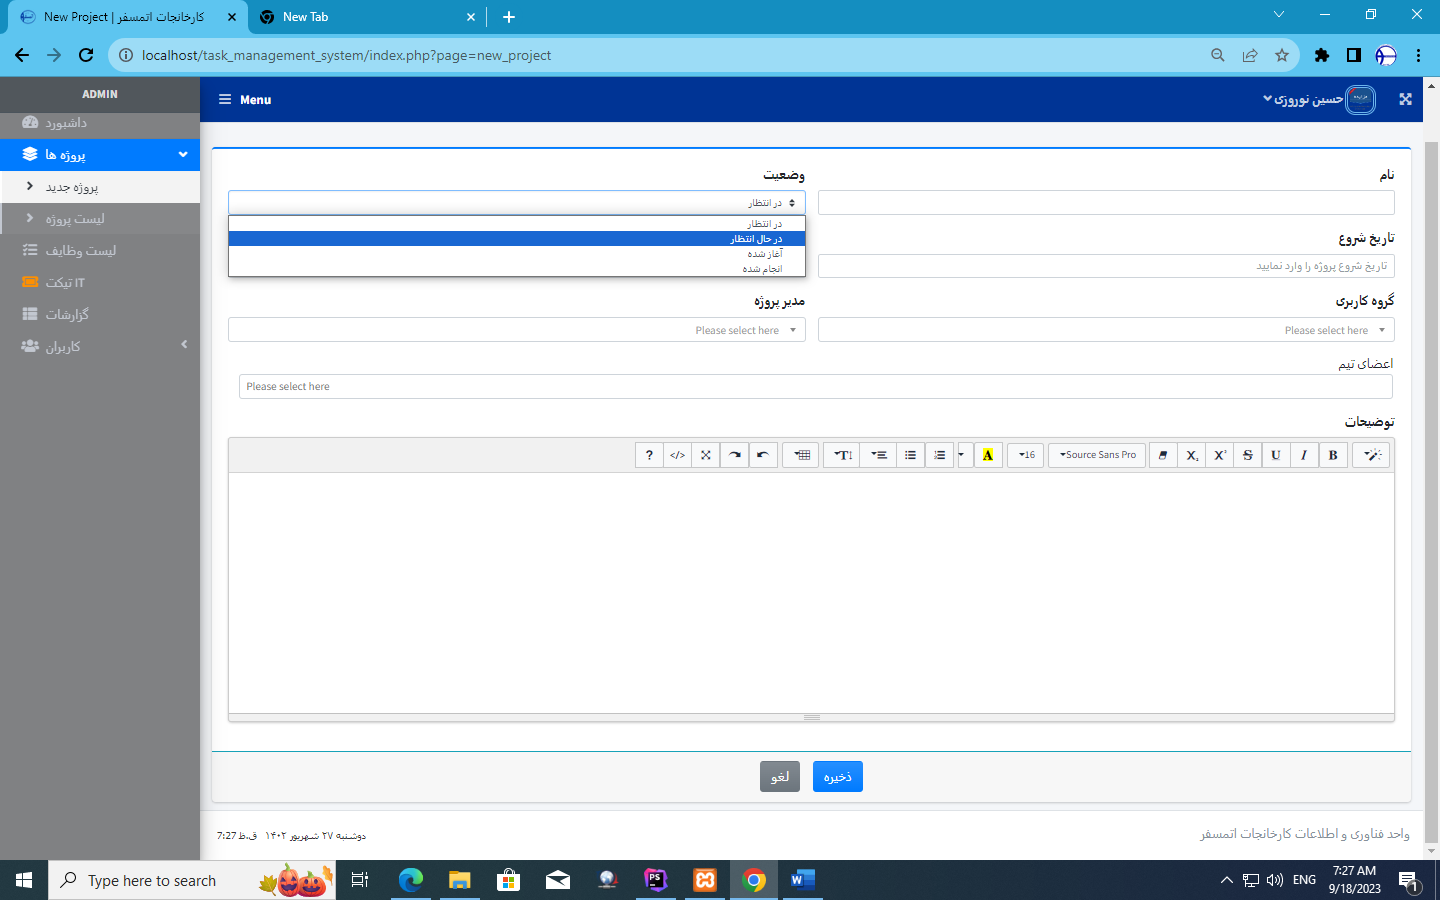 New Project | کارخانجات اتمسفر
New Tab
localhost/task_management_system/index.php?page=new_project
ADMIN
Menu
حسین نوروزی
داشبورد
پروژه ها
پروژه جدید
لیست پروژه
لیست وظایف
تیکت IT
گزارشات
کاربران
نام
وضعیت
در انتظار
در انتظار
در حال انتظار
آغاز شده
انجام شده
تاریخ شروع
تاریخ شروع پروژه را وارد نمایید
گروه کاربری
مدیر پروژه
Please select here
Please select here
اعضای تیم
Please select here
توضیحات
? </> T 16 Source Sans Pro A X, X² S U I B
ذخیره
لغو
واحد فناوری و اطلاعات کارخانجات اتمسفر
دوشنبه ۲۷ شهریور ۱۴۰۲ ق.ظ 7:27
Type here to search
PS
W
ENG
7:27 AM
9/18/2023
1